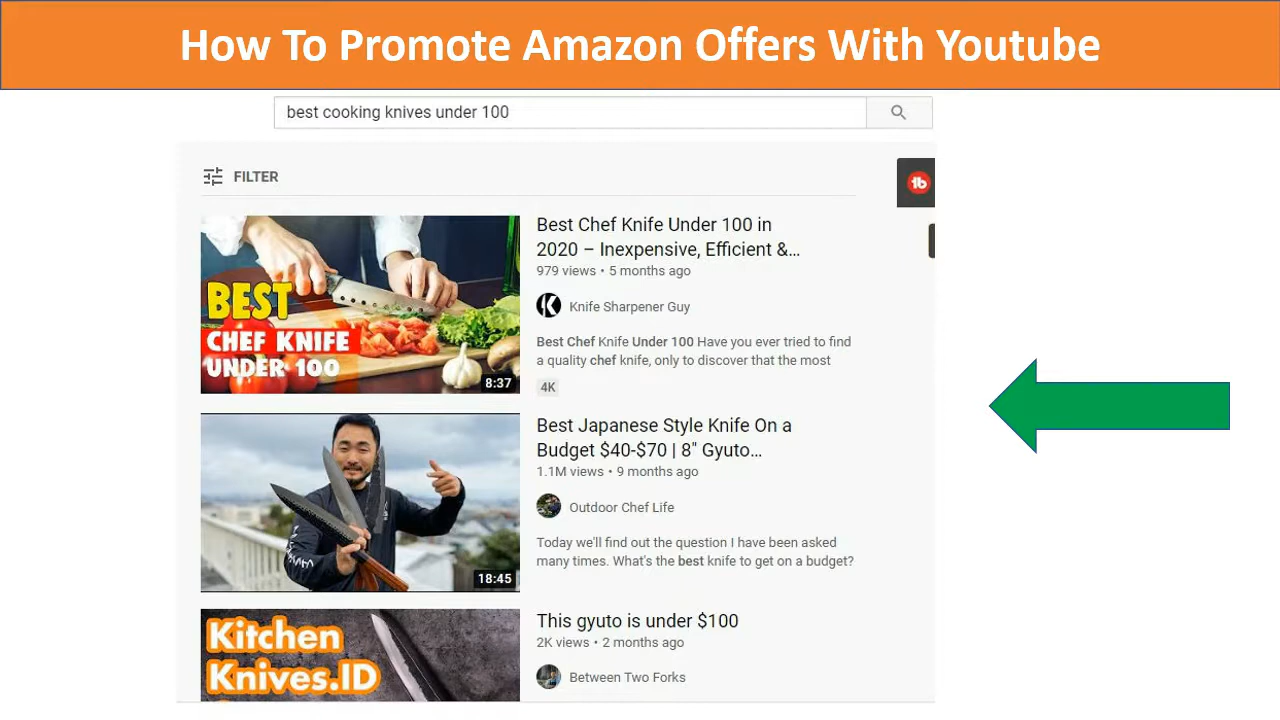 How To Promote Amazon Offers With Youtube
best cooking knives under 100
FILTER
tb
BEST
CHEF KNIFE
UNDER 100
8:37
Best Chef Knife Under 100 in
2020 – Inexpensive, Efficient &...
979 views • 5 months ago
Knife Sharpener Guy
Best Chef Knife Under 100 Have you ever tried to find
a quality chef knife, only to discover that the most
4K
18:45
Best Japanese Style Knife On a
Budget $40-$70 | 8" Gyuto...
1.1M views • 9 months ago
Outdoor Chef Life
Today we'll find out the question I have been asked
many times. What's the best knife to get on a budget?
Kitchen
Knives.ID
This gyuto is under $100
2K views • 2 months ago
Between Two Forks